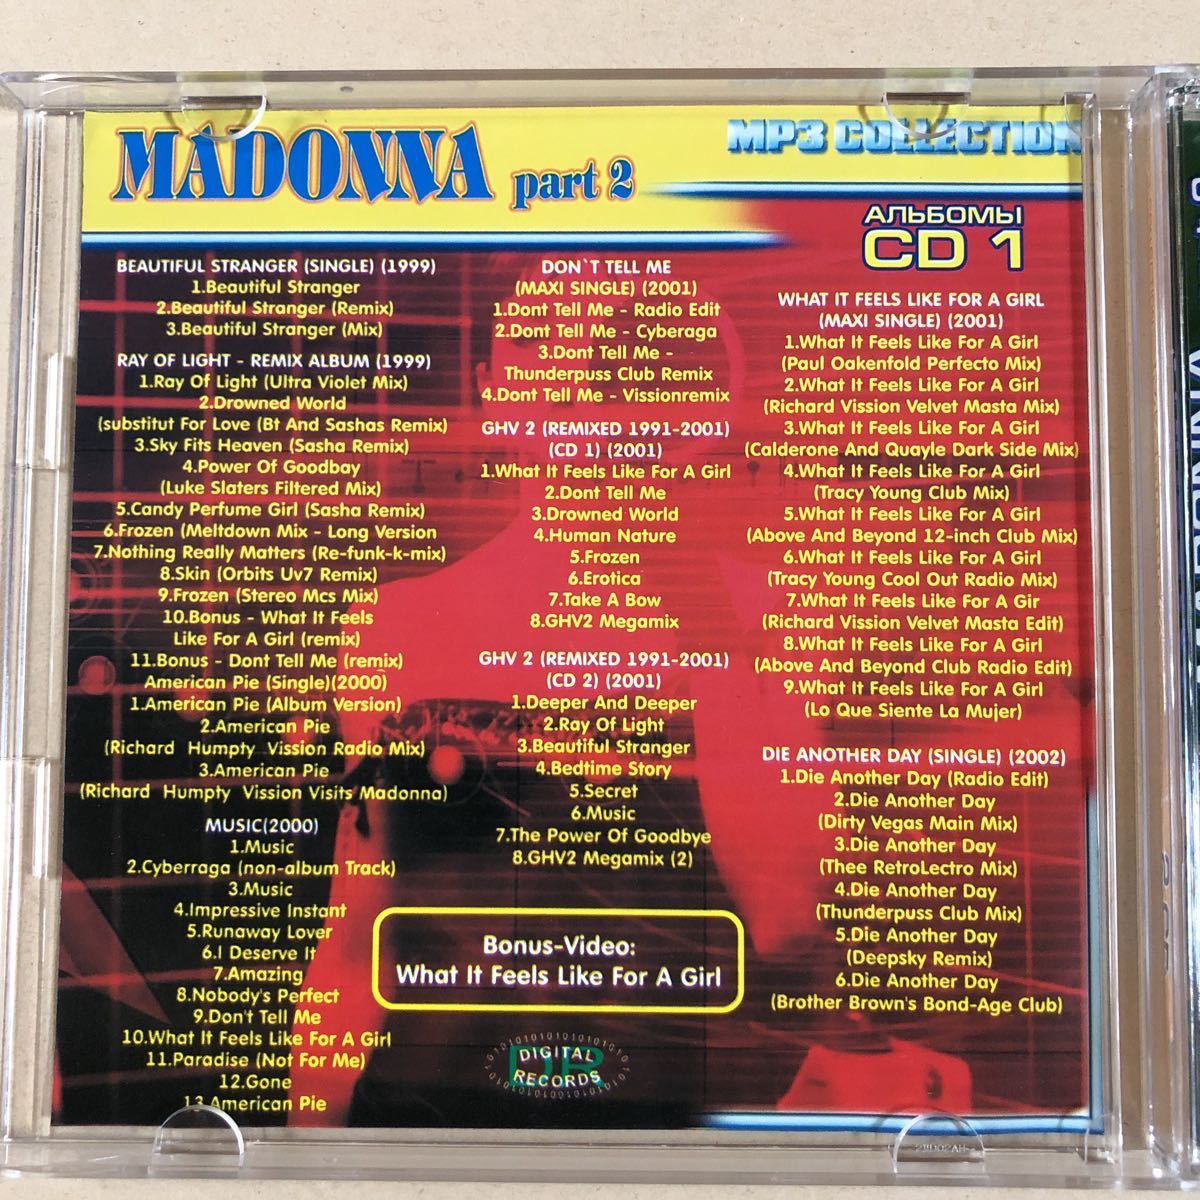 MADONNA part 2
MP3 COLLECTION
АЛЬБОМЫ
CD 1
BEAUTIFUL STRANGER (SINGLE) (1999)
1.Beautiful Stranger
2.Beautiful Stranger (Remix)
3.Beautiful Stranger (Mix)
RAY OF LIGHT - REMIX ALBUM (1999)
1.Ray Of Light (Ultra Violet Mix)
2.Drowned World
(substitut For Love (Bt And Sashas Remix)
3.Sky Fits Heaven (Sasha Remix)
4.Power Of Goodbay
(Luke Slaters Filtered Mix)
5.Candy Perfume Girl (Sasha Remix)
6.Frozen (Meltdown Mix - Long Version
7.Nothing Really Matters (Re-funk-k-mix)
8.Skin (Orbits Uv7 Remix)
9.Frozen (Stereo Mcs Mix)
10.Bonus - What It Feels
Like For A Girl (remix)
11.Bonus - Dont Tell Me (remix)
American Pie (Single)(2000)
1.American Pie (Album Version)
2.American Pie
(Richard Humpty Vission Radio Mix)
3.American Pie
(Richard Humpty Vission Visits Madonna)
MUSIC(2000)
1.Music
2.Cyberraga (non-album Track)
3.Music
4.Impressive Instant
5.Runaway Lover
6.I Deserve It
7.Amazing
8.Nobody's Perfect
9.Don't Tell Me
10.What It Feels Like For A Girl
11.Paradise (Not For Me)
12.Gone
13.American Pie
DON`T TELL ME
(MAXI SINGLE) (2001)
1.Dont Tell Me - Radio Edit
2.Dont Tell Me - Cyberaga
3.Dont Tell Me -
Thunderpuss Club Remix
4.Dont Tell Me - Vissionremix
GHV 2 (REMIXED 1991-2001)
(CD 1) (2001)
1.What It Feels Like For A Girl
2.Dont Tell Me
3.Drowned World
4.Human Nature
5.Frozen
6.Erotica
7.Take A Bow
8.GHV2 Megamix
GHV 2 (REMIXED 1991-2001)
(CD 2) (2001)
1.Deeper And Deeper
2.Ray Of Light
3.Beautiful Stranger
4.Bedtime Story
5.Secret
6.Music
7.The Power Of Goodbye
8.GHV2 Megamix (2)
Bonus-Video:
What It Feels Like For A Girl
DIGITAL
RECORDS
WHAT IT FEELS LIKE FOR A GIRL
(MAXI SINGLE) (2001)
1.What It Feels Like For A Girl
(Paul Oakenfold Perfecto Mix)
2.What It Feels Like For A Girl
(Richard Vission Velvet Masta Mix)
3.What It Feels Like For A Girl
(Calderone And Quayle Dark Side Mix)
4.What It Feels Like For A Girl
(Tracy Young Club Mix)
5.What It Feels Like For A Girl
(Above And Beyond 12-inch Club Mix)
6.What It Feels Like For A Girl
(Tracy Young Cool Out Radio Mix)
7.What It Feels Like For A Gir
(Richard Vission Velvet Masta Edit)
8.What It Feels Like For A Girl
(Above And Beyond Club Radio Edit)
9.What It Feels Like For A Girl
(Lo Que Siente La Mujer)
DIE ANOTHER DAY (SINGLE) (2002)
1.Die Another Day (Radio Edit)
2.Die Another Day
(Dirty Vegas Main Mix)
3.Die Another Day
(Thee RetroLectro Mix)
4.Die Another Day
(Thunderpuss Club Mix)
5.Die Another Day
(Deepsky Remix)
6.Die Another Day
(Brother Brown's Bond-Age Club)